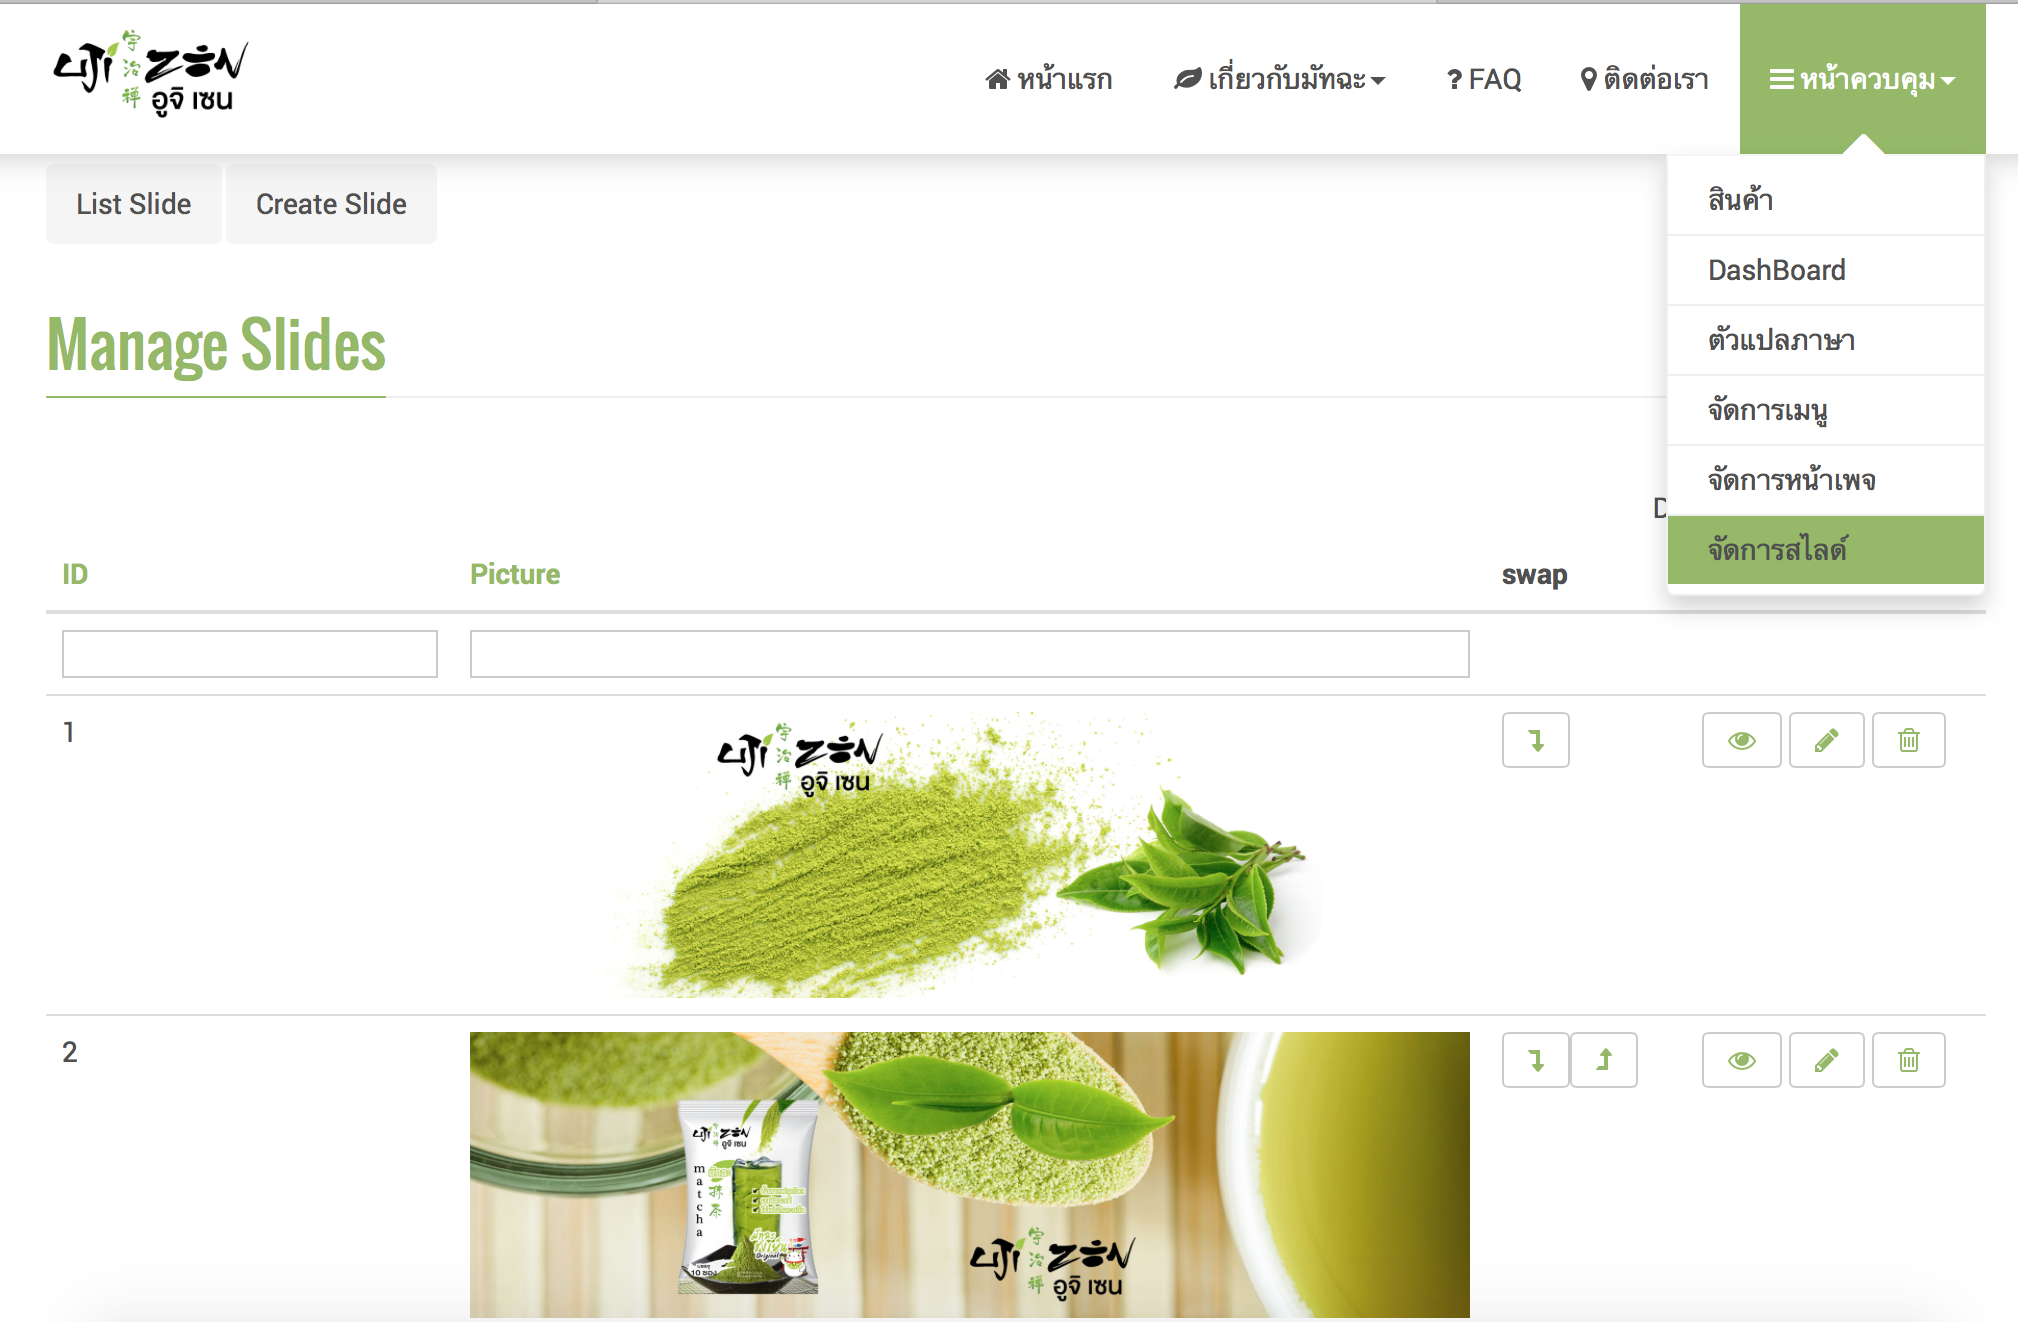 uji ZEN
宇治禅
อูจิ เซน
หน้าแรก
เกี่ยวกับมัทฉะ
? FAQ
ติดต่อเรา
หน้าควบคุม
สินค้า
DashBoard
ตัวแปลภาษา
จัดการเมนู
จัดการหน้าเพจ
จัดการสไลด์
List Slide
Create Slide
Manage Slides
ID
Picture
swap
1
uji ZEN
宇治禅
อูจิ เซน
2
uji ZEN
อูจิ เซน
matcha
抹茶
Original
10 ซอง
uji ZEN
宇治禅
อูจิ เซน